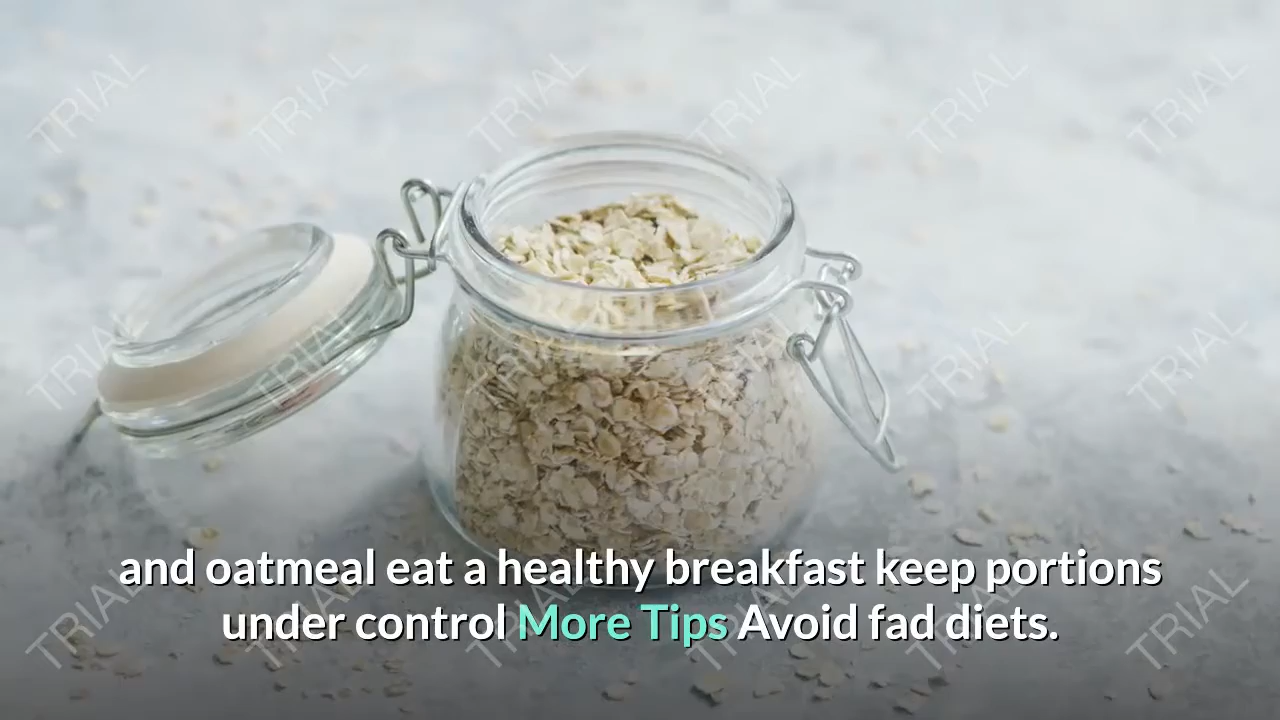 TRIAL TRIAL TRIAL TRIAL TRIAL TRIAL
TRIAL TRIAL TRIAL TRIAL TRIAL TRIAL
and oatmeal eat a healthy breakfast keep portions
under control More Tips Avoid fad diets.
TRIAL TRIAL TRIAL TRIAL TRIAL TRIAL